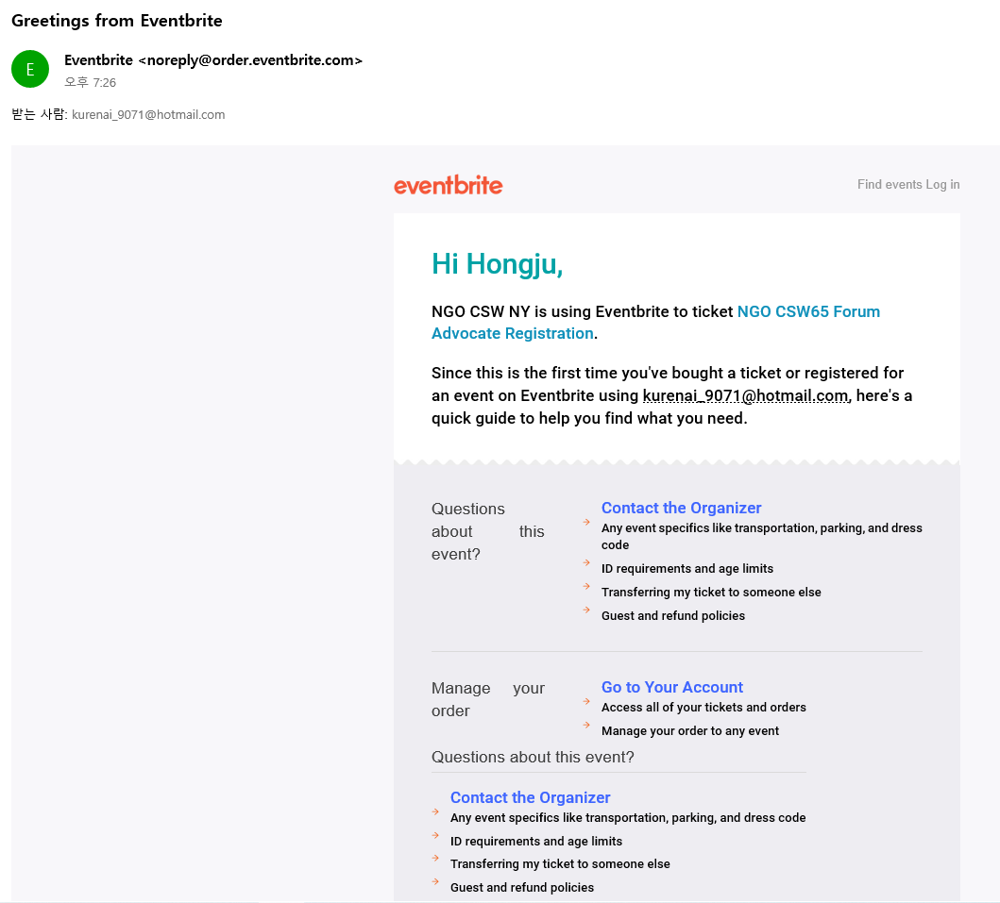 Greetings from Eventbrite
E
Eventbrite <noreply@order.eventbrite.com>
오후 7:26
받는 사람: kurenai_9071@hotmail.com
eventbrite
Find events Log in
Hi Hongju,
NGO CSW NY is using Eventbrite to ticket NGO CSW65 Forum
Advocate Registration.
Since this is the first time you've bought a ticket or registered for
an event on Eventbrite using kurenai_9071@hotmail.com, here's a
quick guide to help you find what you need.
Questions
about this
event?
Contact the Organizer
Any event specifics like transportation, parking, and dress
code
ID requirements and age limits
Transferring my ticket to someone else
Guest and refund policies
Manage your
order
Go to Your Account
Access all of your tickets and orders
Manage your order to any event
Questions about this event?
Contact the Organizer
Any event specifics like transportation, parking, and dress code
ID requirements and age limits
Transferring my ticket to someone else
Guest and refund policies